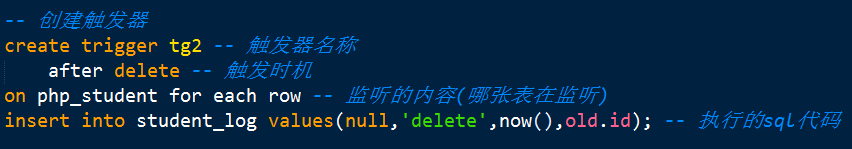 -- 创建触发器
create trigger tg2 -- 触发器名称
after delete -- 触发时机
on php_student for each row -- 监听的内容(哪张表在监听)
insert into student_log values(null,'delete',now(),old.id); -- 执行的sql代码